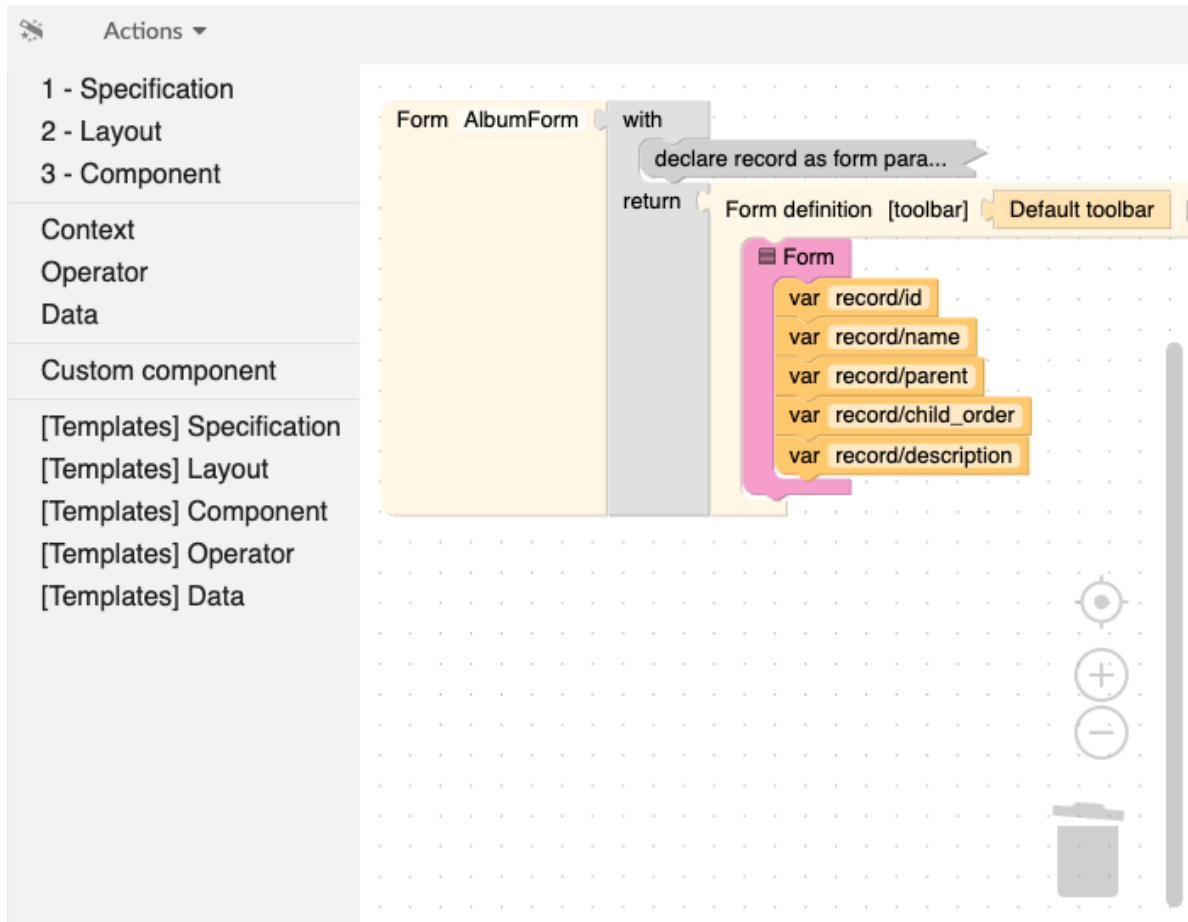 Actions
1 - Specification
2 - Layout
3 - Component
Context
Operator
Data
Custom component
[Templates] Specification
[Templates] Layout
[Templates] Component
[Templates] Operator
[Templates] Data
Form AlbumForm with
declare record as form para...
return Form definition [toolbar] Default toolbar
Form
var record/id
var record/name
var record/parent
var record/child_order
var record/description